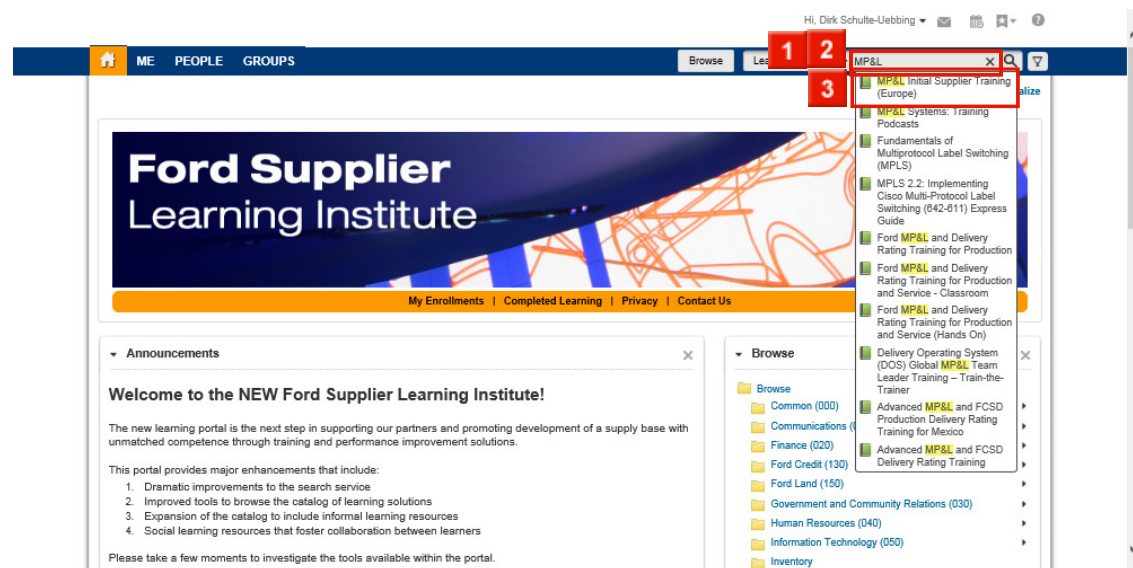 Hi, Dirk Schulte-Uebbing
ME PEOPLE GROUPS
Browse
Lea
1
2
MP&L
3
MP&L Initial Supplier Training
(Europe)
alize
MP&L Systems: Training
Podcasts
Fundamentals of
Multiprotocol Label Switching
(MPLS)
MPLS 2.2: Implementing
Cisco Multi-Protocol Label
Switching (642-611) Express
Guide
Ford MP&L and Delivery
Rating Training for Production
Ford MP&L and Delivery
Rating Training for Production
and Service - Classroom
Ford MP&L and Delivery
Rating Training for Production
and Service (Hands On)
Delivery Operating System
(DOS) Global MP&L Team
Leader Training – Train-the-
Trainer
Advanced MP&L and FCSD
Production Delivery Rating
Training for Mexico
Advanced MP&L and FCSD
Delivery Rating Training
Ford Supplier
Learning Institute
My Enrollments | Completed Learning | Privacy | Contact Us
Announcements
Welcome to the NEW Ford Supplier Learning Institute!
The new learning portal is the next step in supporting our partners and promoting development of a supply base with
unmatched competence through training and performance improvement solutions.
This portal provides major enhancements that include:
1. Dramatic improvements to the search service
2. Improved tools to browse the catalog of learning solutions
3. Expansion of the catalog to include informal learning resources
4. Social learning resources that foster collaboration between learners
Please take a few moments to investigate the tools available within the portal.
Browse
Browse
Common (000)
Communications (
Finance (020)
Ford Credit (130)
Ford Land (150)
Government and Community Relations (030)
Human Resources (040)
Information Technology (050)
Inventory